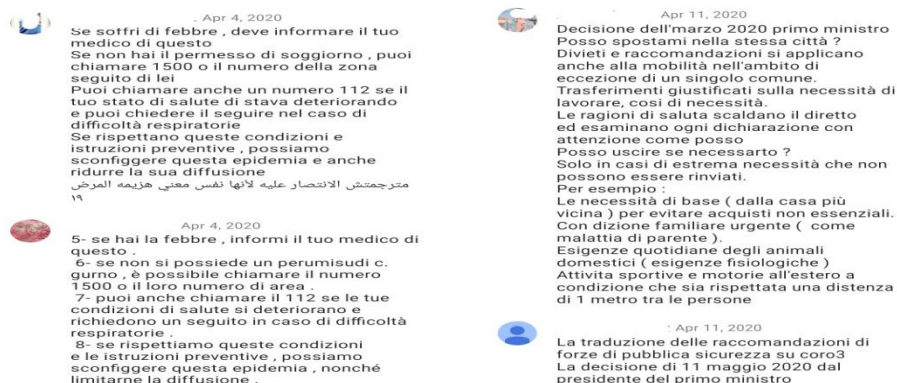 Apr 4, 2020
Se soffri di febbre , deve informare il tuo
medico di questo
Se non hai il permesso di soggiorno , puoi
chiamare 1500 o il numero della zona
seguito di lei
Puoi chiamare anche un numero 112 se il
tuo stato di salute di stava deteriorando
e puoi chiedere il seguire nel caso di
difficoltà respiratorie
Se rispettano queste condizioni e
istruzioni preventive , possiamo
sconfiggere questa epidemia e anche
ridurre la sua diffusione
مترجمتش الانتصار عليه لأنها نفس معني هزيمه المرض
١٩
Apr 4, 2020
5- se hai la febbre , informi il tuo medico di
questo .
6- se non si possiede un perumisudi c.
gurno , è possibile chiamare il numero
1500 o il loro numero di area .
7- puoi anche chiamare il 112 se le tue
condizioni di salute si deteriorano e
richiedono un seguito in caso di difficoltà
respiratorie .
8- se rispettiamo queste condizioni
e le istruzioni preventive , possiamo
sconfiggere questa epidemia , nonché
limitarne la diffusione .
Apr 11, 2020
Decisione dell'marzo 2020 primo ministro
Posso spostami nella stessa città ?
Divieti e raccomandazioni si applicano
anche alla mobilità nell'ambito di
eccezione di un singolo comune.
Trasferimenti giustificati sulla necessità di
lavorare, cosi di necessità.
Le ragioni di saluta scaldano il diretto
ed esaminano ogni dichiarazione con
attenzione come posso
Posso uscire se necessarto ?
Solo in casi di estrema necessità che non
possono essere rinviati.
Per esempio :
Le necessità di base ( dalla casa più
vicina ) per evitare acquisti non essenziali.
Con dizione familiare urgente ( come
malattia di parente ).
Esigenze quotidiane degli animali
domestici ( esigenze fisiologiche )
Attivita sportive e motorie all'estero a
condizione che sia rispettata una distanza
di 1 metro tra le persone
Apr 11, 2020
La traduzione delle raccomandazioni di
forze di pubblica sicurezza su coro3
La decisione di 11 maggio 2020 dal
presidente del primo ministro